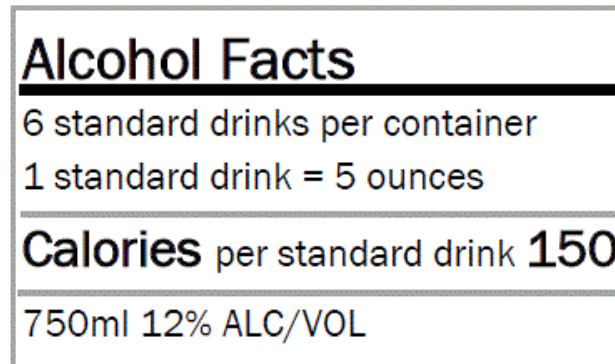 Alcohol Facts
6 standard drinks per container
1 standard drink = 5 ounces
Calories per standard drink 150
750ml 12% ALC/VOL